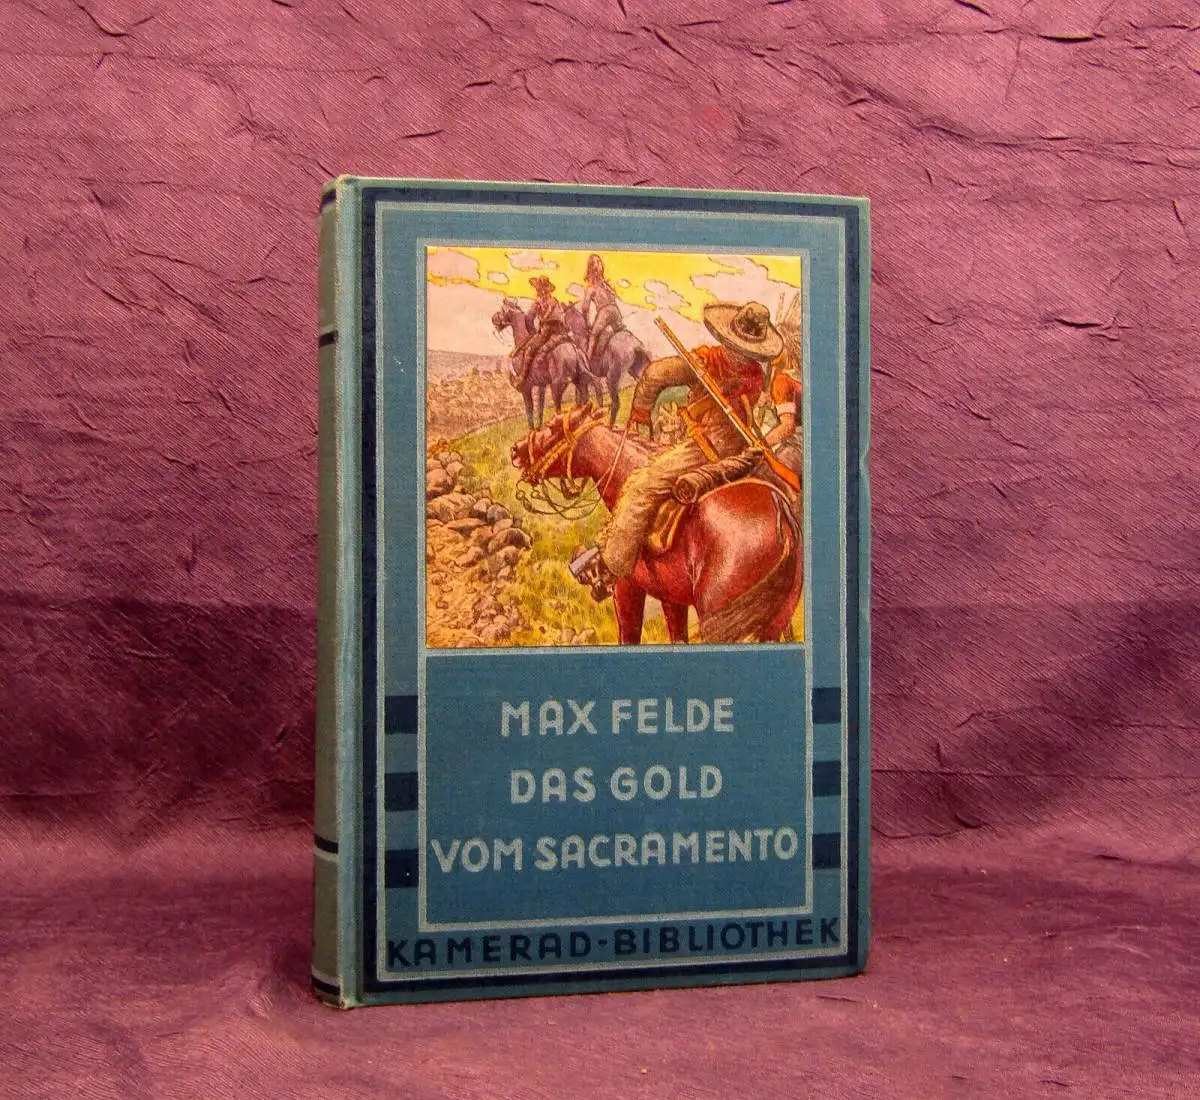 MAX FELDE
DAS GOLD
VOM SACRAMENTO
KAMERAD-BIBLIOTHEK